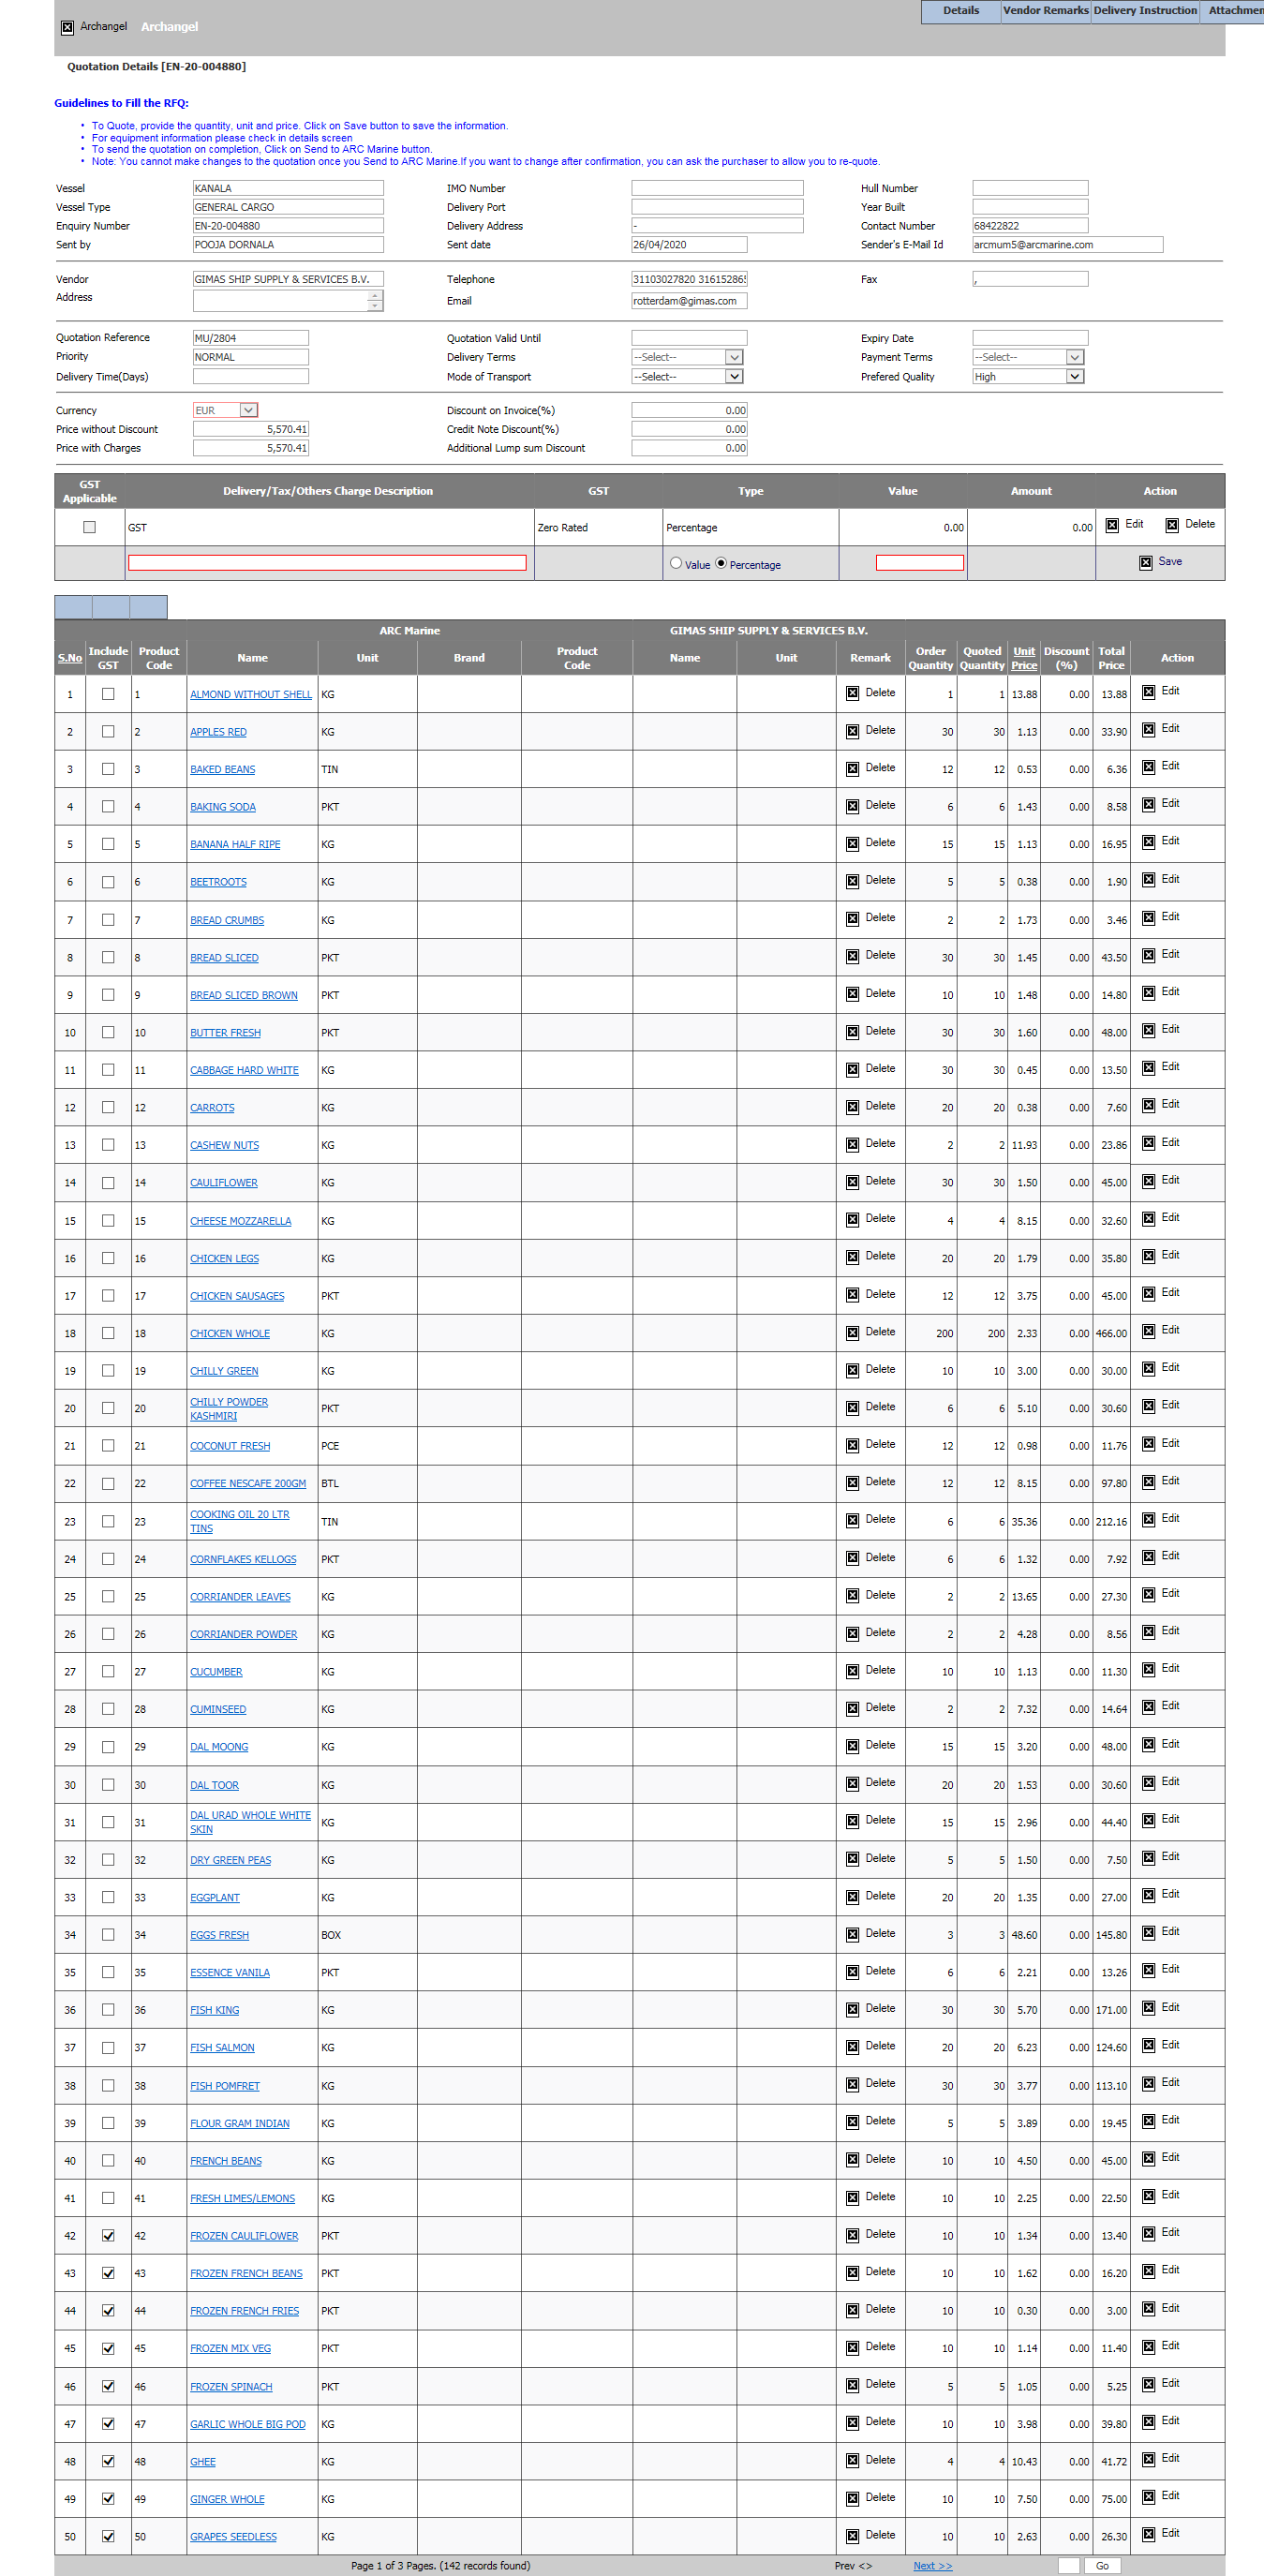 Details Vendor Remarks Delivery Instruction Attachmen
Archangel Archangel
Quotation Details [EN-20-004880]
Guidelines to Fill the RFQ:
• To Quote, provide the quantity, unit and price. Click on Save button to save the information.
• For equipment information please check in details screen
• To send the quotation on completion, Click on Send to ARC Marine button.
• Note: You cannot make changes to the quotation once you Send to ARC Marine.If you want to change after confirmation, you can ask the purchaser to allow you to re-quote.
Vessel KANALA IMO Number Hull Number
Vessel Type GENERAL CARGO Delivery Port Year Built
Enquiry Number EN-20-004880 Delivery Address - Contact Number 68422822
Sent by POOJA DORNALA Sent date 26/04/2020 Sender's E-Mail Id arcmum5@arcmarine.com
Vendor GIMAS SHIP SUPPLY & SERVICES B.V. Telephone 31103027820 31615286 Fax ,
Address Email rotterdam@gimas.com
Quotation Reference MU/2804 Quotation Valid Until Expiry Date
Priority NORMAL Delivery Terms --Select-- Payment Terms --Select--
Delivery Time(Days) Mode of Transport --Select-- Prefered Quality High
Currency EUR Discount on Invoice(%) 0.00
Price without Discount 5,570.41 Credit Note Discount(%) 0.00
Price with Charges 5,570.41 Additional Lump sum Discount 0.00
GST Applicable Delivery/Tax/Others Charge Description GST Type Value Amount Action
GST Zero Rated Percentage 0.00 0.00 Edit Delete
Value Percentage Save
ARC Marine GIMAS SHIP SUPPLY & SERVICES B.V.
S.No Include GST Product Code Name Unit Brand Product Code Name Unit Remark Order Quantity Quoted Quantity Unit Price Discount (%) Total Price Action
1 1 ALMOND WITHOUT SHELL KG Delete 1 1 13.88 0.00 13.88 Edit
2 2 APPLES RED KG Delete 30 30 1.13 0.00 33.90 Edit
3 3 BAKED BEANS TIN Delete 12 12 0.53 0.00 6.36 Edit
4 4 BAKING SODA PKT Delete 6 6 1.43 0.00 8.58 Edit
5 5 BANANA HALF RIPE KG Delete 15 15 1.13 0.00 16.95 Edit
6 6 BEETROOTS KG Delete 5 5 0.38 0.00 1.90 Edit
7 7 BREAD CRUMBS KG Delete 2 2 1.73 0.00 3.46 Edit
8 8 BREAD SLICED PKT Delete 30 30 1.45 0.00 43.50 Edit
9 9 BREAD SLICED BROWN PKT Delete 10 10 1.48 0.00 14.80 Edit
10 10 BUTTER FRESH PKT Delete 30 30 1.60 0.00 48.00 Edit
11 11 CABBAGE HARD WHITE KG Delete 30 30 0.45 0.00 13.50 Edit
12 12 CARROTS KG Delete 20 20 0.38 0.00 7.60 Edit
13 13 CASHEW NUTS KG Delete 2 2 11.93 0.00 23.86 Edit
14 14 CAULIFLOWER KG Delete 30 30 1.50 0.00 45.00 Edit
15 15 CHEESE MOZZARELLA KG Delete 4 4 8.15 0.00 32.60 Edit
16 16 CHICKEN LEGS KG Delete 20 20 1.79 0.00 35.80 Edit
17 17 CHICKEN SAUSAGES PKT Delete 12 12 3.75 0.00 45.00 Edit
18 18 CHICKEN WHOLE KG Delete 200 200 2.33 0.00 466.00 Edit
19 19 CHILLY GREEN KG Delete 10 10 3.00 0.00 30.00 Edit
20 20 CHILLY POWDER KASHMIRI PKT Delete 6 6 5.10 0.00 30.60 Edit
21 21 COCONUT FRESH PCE Delete 12 12 0.98 0.00 11.76 Edit
22 22 COFFEE NESCAFE 200GM BTL Delete 12 12 8.15 0.00 97.80 Edit
23 23 COOKING OIL 20 LTR TINS TIN Delete 6 6 35.36 0.00 212.16 Edit
24 24 CORNFLAKES KELLOGS PKT Delete 6 6 1.32 0.00 7.92 Edit
25 25 CORRIANDER LEAVES KG Delete 2 2 13.65 0.00 27.30 Edit
26 26 CORRIANDER POWDER KG Delete 2 2 4.28 0.00 8.56 Edit
27 27 CUCUMBER KG Delete 10 10 1.13 0.00 11.30 Edit
28 28 CUMINSEED KG Delete 2 2 7.32 0.00 14.64 Edit
29 29 DAL MOONG KG Delete 15 15 3.20 0.00 48.00 Edit
30 30 DAL TOOR KG Delete 20 20 1.53 0.00 30.60 Edit
31 31 DAL URAD WHOLE WHITE SKIN KG Delete 15 15 2.96 0.00 44.40 Edit
32 32 DRY GREEN PEAS KG Delete 5 5 1.50 0.00 7.50 Edit
33 33 EGGPLANT KG Delete 20 20 1.35 0.00 27.00 Edit
34 34 EGGS FRESH BOX Delete 3 3 48.60 0.00 145.80 Edit
35 35 ESSENCE VANILA PKT Delete 6 6 2.21 0.00 13.26 Edit
36 36 FISH KING KG Delete 30 30 5.70 0.00 171.00 Edit
37 37 FISH SALMON KG Delete 20 20 6.23 0.00 124.60 Edit
38 38 FISH POMFRET KG Delete 30 30 3.77 0.00 113.10 Edit
39 39 FLOUR GRAM INDIAN KG Delete 5 5 3.89 0.00 19.45 Edit
40 40 FRENCH BEANS KG Delete 10 10 4.50 0.00 45.00 Edit
41 41 FRESH LIMES/LEMONS KG Delete 10 10 2.25 0.00 22.50 Edit
42 42 FROZEN CAULIFLOWER PKT Delete 10 10 1.34 0.00 13.40 Edit
43 43 FROZEN FRENCH BEANS PKT Delete 10 10 1.62 0.00 16.20 Edit
44 44 FROZEN FRENCH FRIES PKT Delete 10 10 0.30 0.00 3.00 Edit
45 45 FROZEN MIX VEG PKT Delete 10 10 1.14 0.00 11.40 Edit
46 46 FROZEN SPINACH PKT Delete 5 5 1.05 0.00 5.25 Edit
47 47 GARLIC WHOLE BIG POD KG Delete 10 10 3.98 0.00 39.80 Edit
48 48 GHEE KG Delete 4 4 10.43 0.00 41.72 Edit
49 49 GINGER WHOLE KG Delete 10 10 7.50 0.00 75.00 Edit
50 50 GRAPES SEEDLESS KG Delete 10 10 2.63 0.00 26.30 Edit
Page 1 of 3 Pages. (142 records found) Prev <> Next >> Go